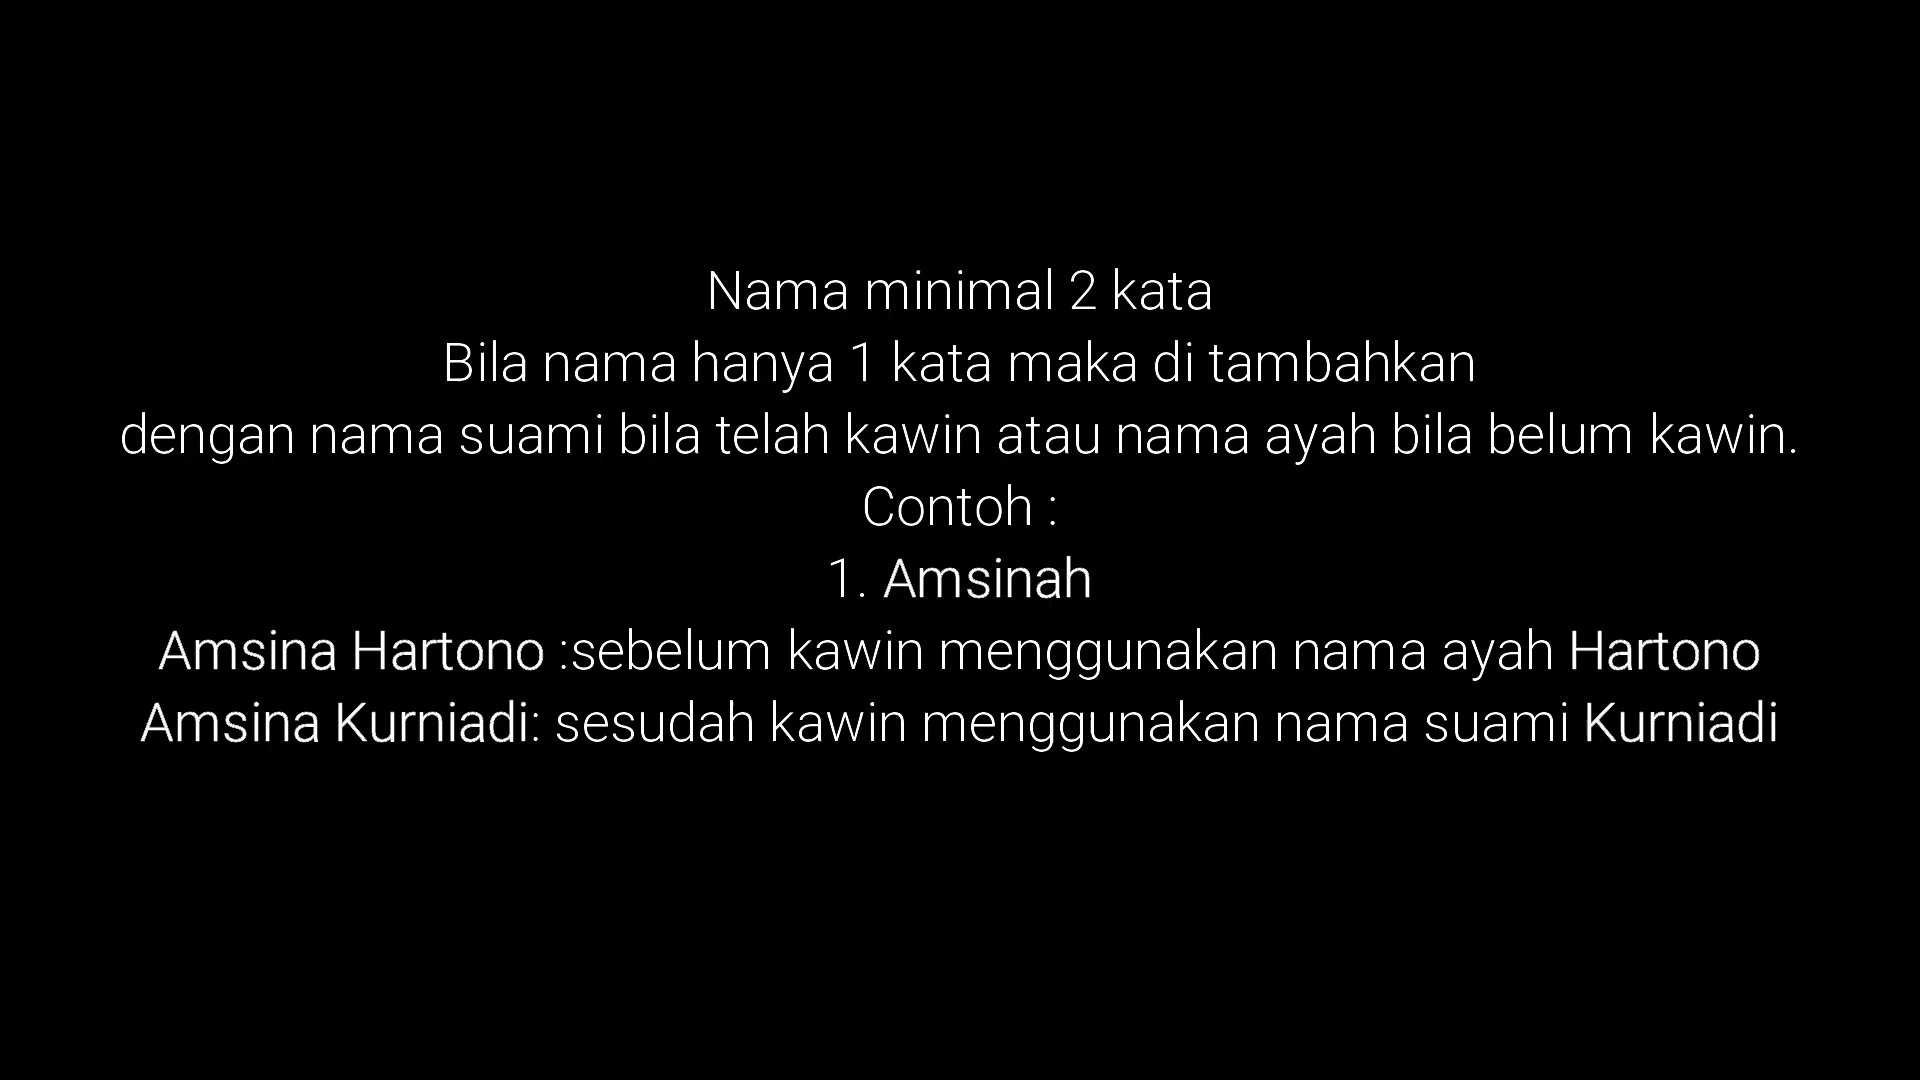 Nama minimal 2 kata
Bila nama hanya 1 kata maka di tambahkan
dengan nama suami bila telah kawin atau nama ayah bila belum kawin.
Contoh :
1. Amsinah
Amsina Hartono :sebelum kawin menggunakan nama ayah Hartono
Amsina Kurniadi: sesudah kawin menggunakan nama suami Kurniadi